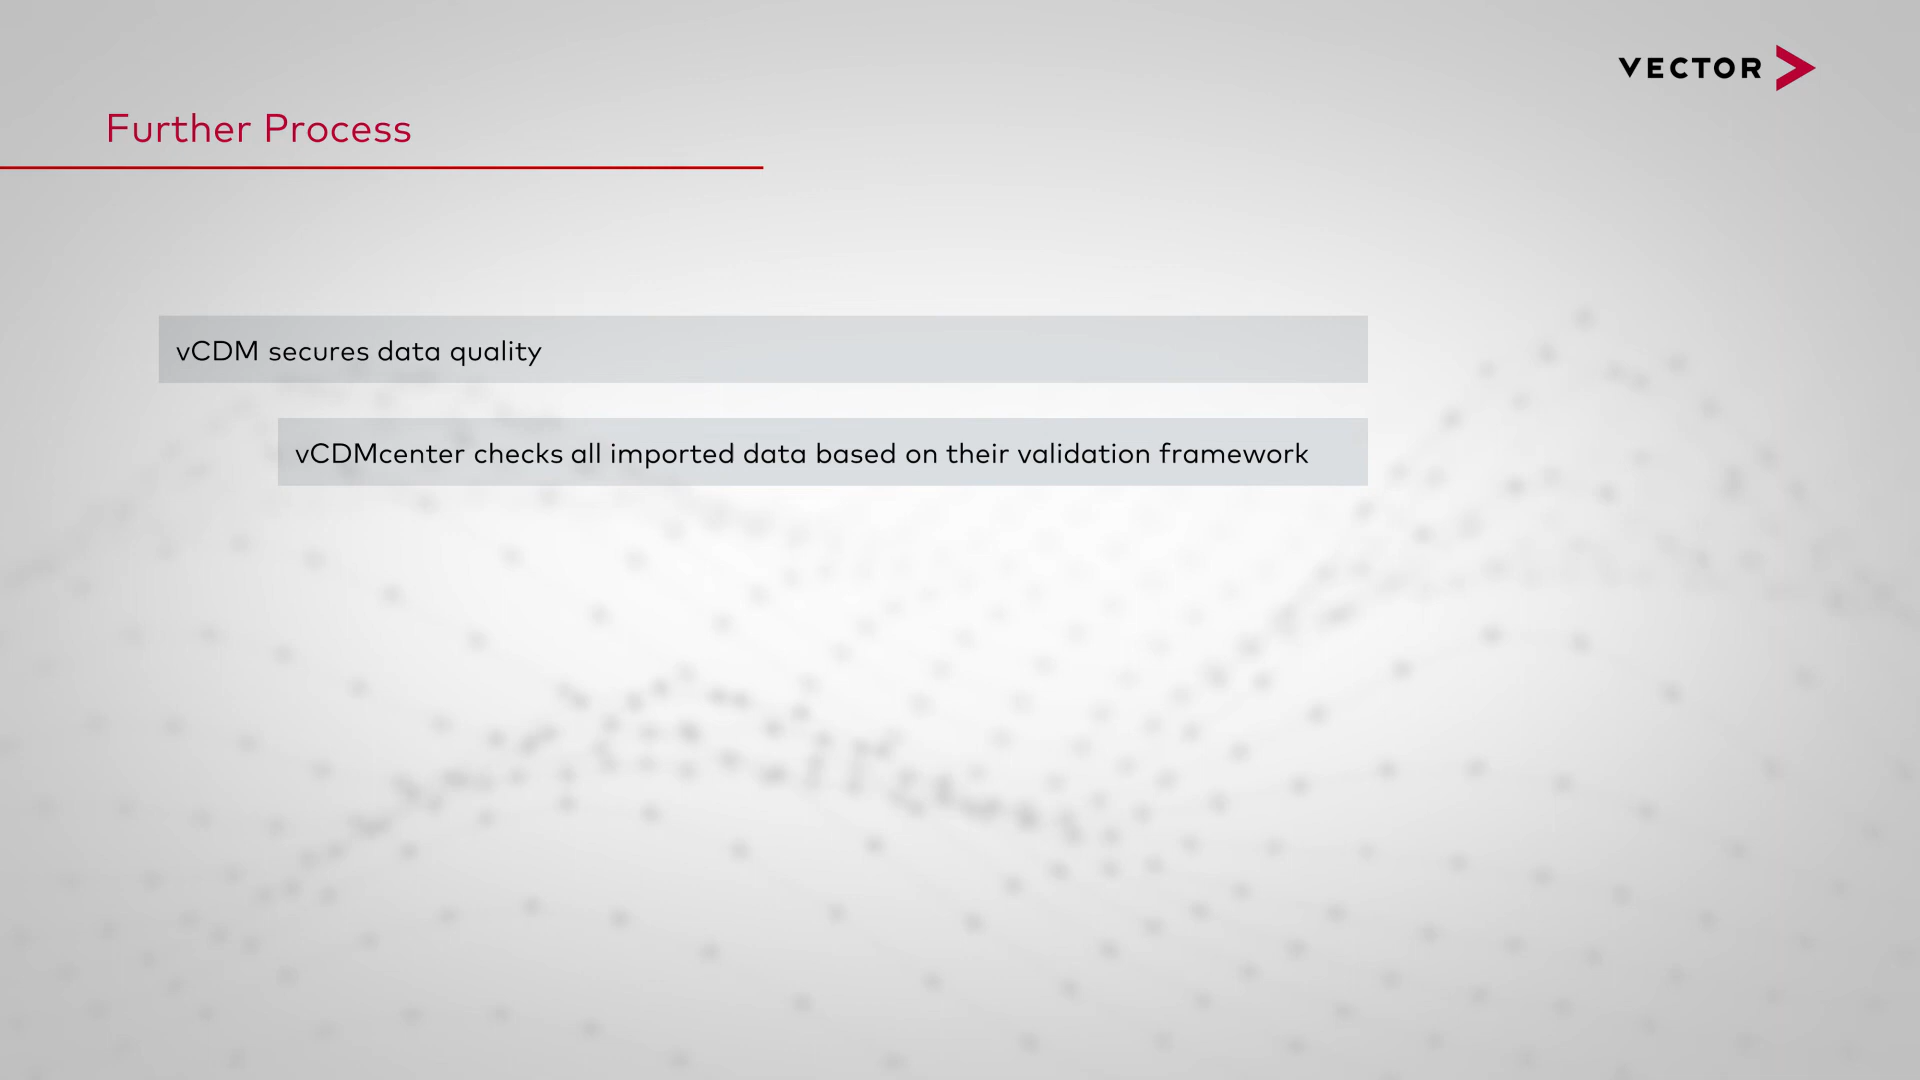 VECTOR
Further Process
vCDM secures data quality
vCDMcenter checks all imported data based on their validation framework